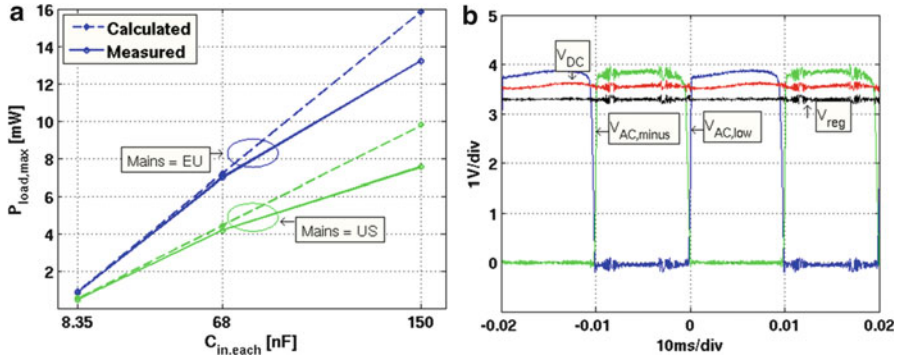 a
Calculated
Measured
Mains = EU
Mains = US
P_load,max [mW]
16
14
12
10
8
6
4
2
8.35 68 150
C_in,each [nF]
b
V_DC
V_AC,minus
V_AC,low
V_reg
1V/div
5
4
3
2
1
0
-0.02 -0.01 0 0.01 0.02
10ms/div